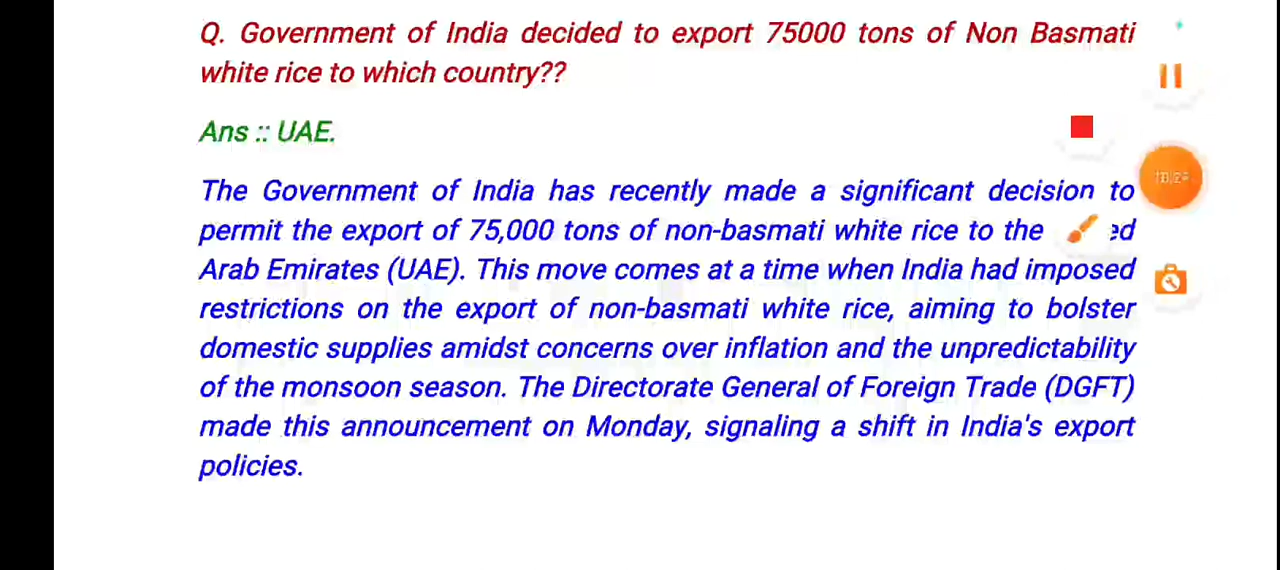 Q. Government of India decided to export 75000 tons of Non Basmati
white rice to which country??
Ans :: UAE.
The Government of India has recently made a significant decision to
permit the export of 75,000 tons of non-basmati white rice to the
Arab Emirates (UAE). This move comes at a time when India had imposed
restrictions on the export of non-basmati white rice, aiming to bolster
domestic supplies amidst concerns over inflation and the unpredictability
of the monsoon season. The Directorate General of Foreign Trade (DGFT)
made this announcement on Monday, signaling a shift in India's export
policies.